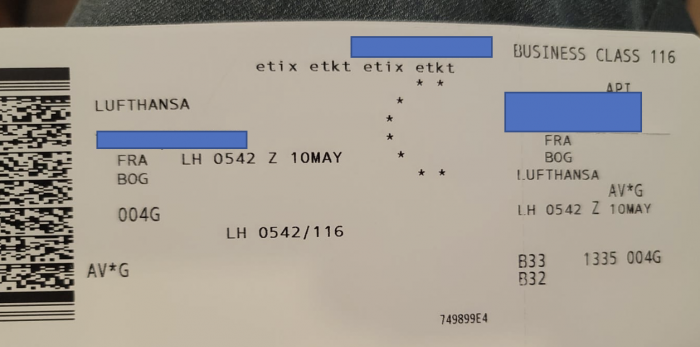 BUSINESS CLASS 116
etix etkt etix etkt
LUFTHANSA
FRA LH 0542 Z 10MAY
BOG
004G
LH 0542/116
AV*G
749899E4
API
FRA
BOG
LUFTHANSA
AV*G
LH 0542 Z 10MAY
B33 1335 004G
B32